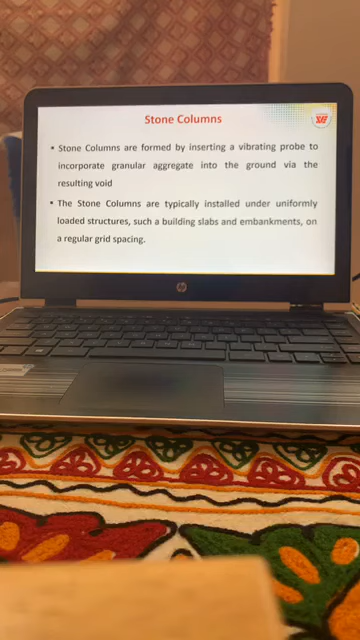 Stone Columns
• Stone Columns are formed by inserting a vibrating probe to
incorporate granular aggregate into the ground via the
resulting void
• The Stone Columns are typically installed under uniformly
loaded structures, such a building slabs and embankments, on
a regular grid spacing.
hp